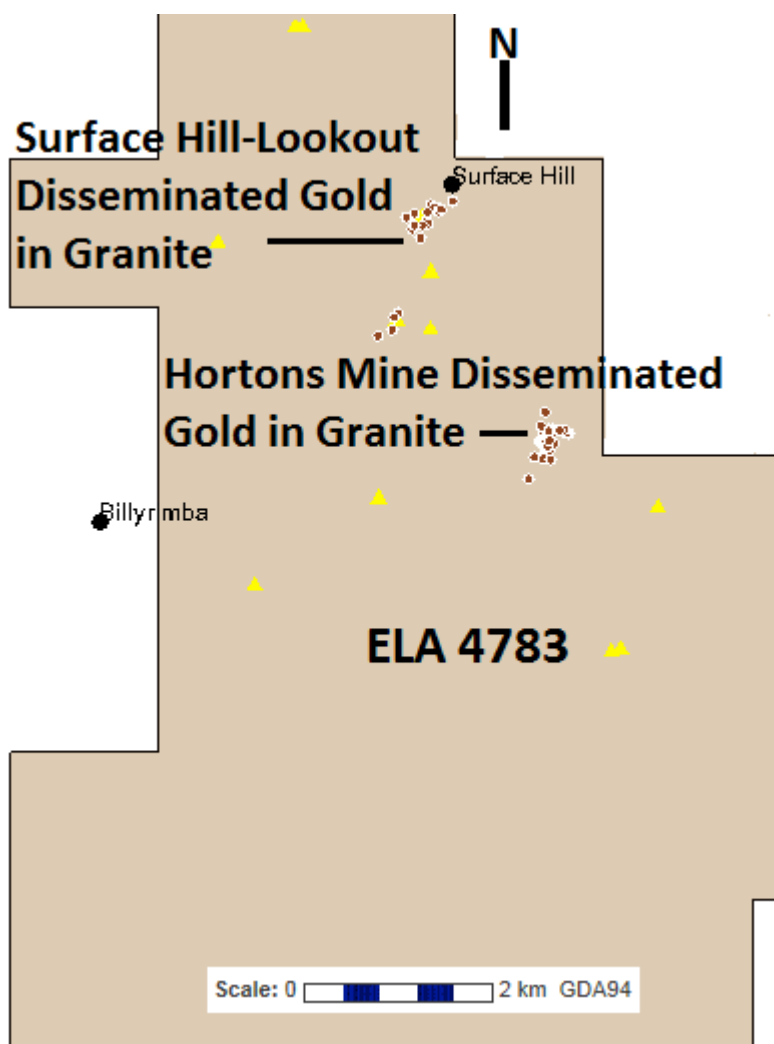 N
Surface Hill-Lookout
Disseminated Gold
in Granite
Surface Hill
Hortons Mine Disseminated
Gold in Granite
Billyrimba
ELA 4783
Scale: 0 2 km GDA94